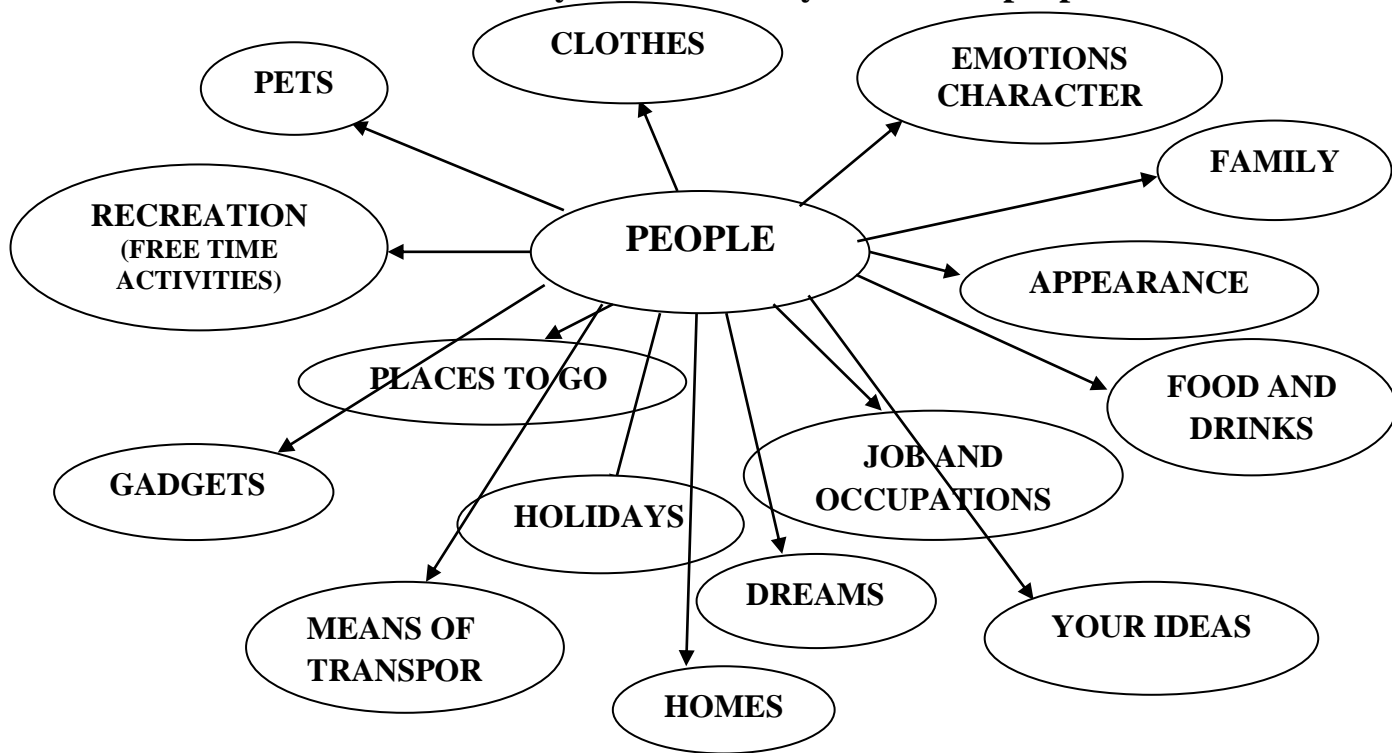 CLOTHES
EMOTIONS
CHARACTER
PETS
FAMILY
RECREATION
(FREE TIME
ACTIVITIES)
PEOPLE
APPEARANCE
PLACES TO GO
FOOD AND
DRINKS
JOB AND
OCCUPATIONS
GADGETS
HOLIDAYS
DREAMS
YOUR IDEAS
MEANS OF
TRANSPOR
HOMES